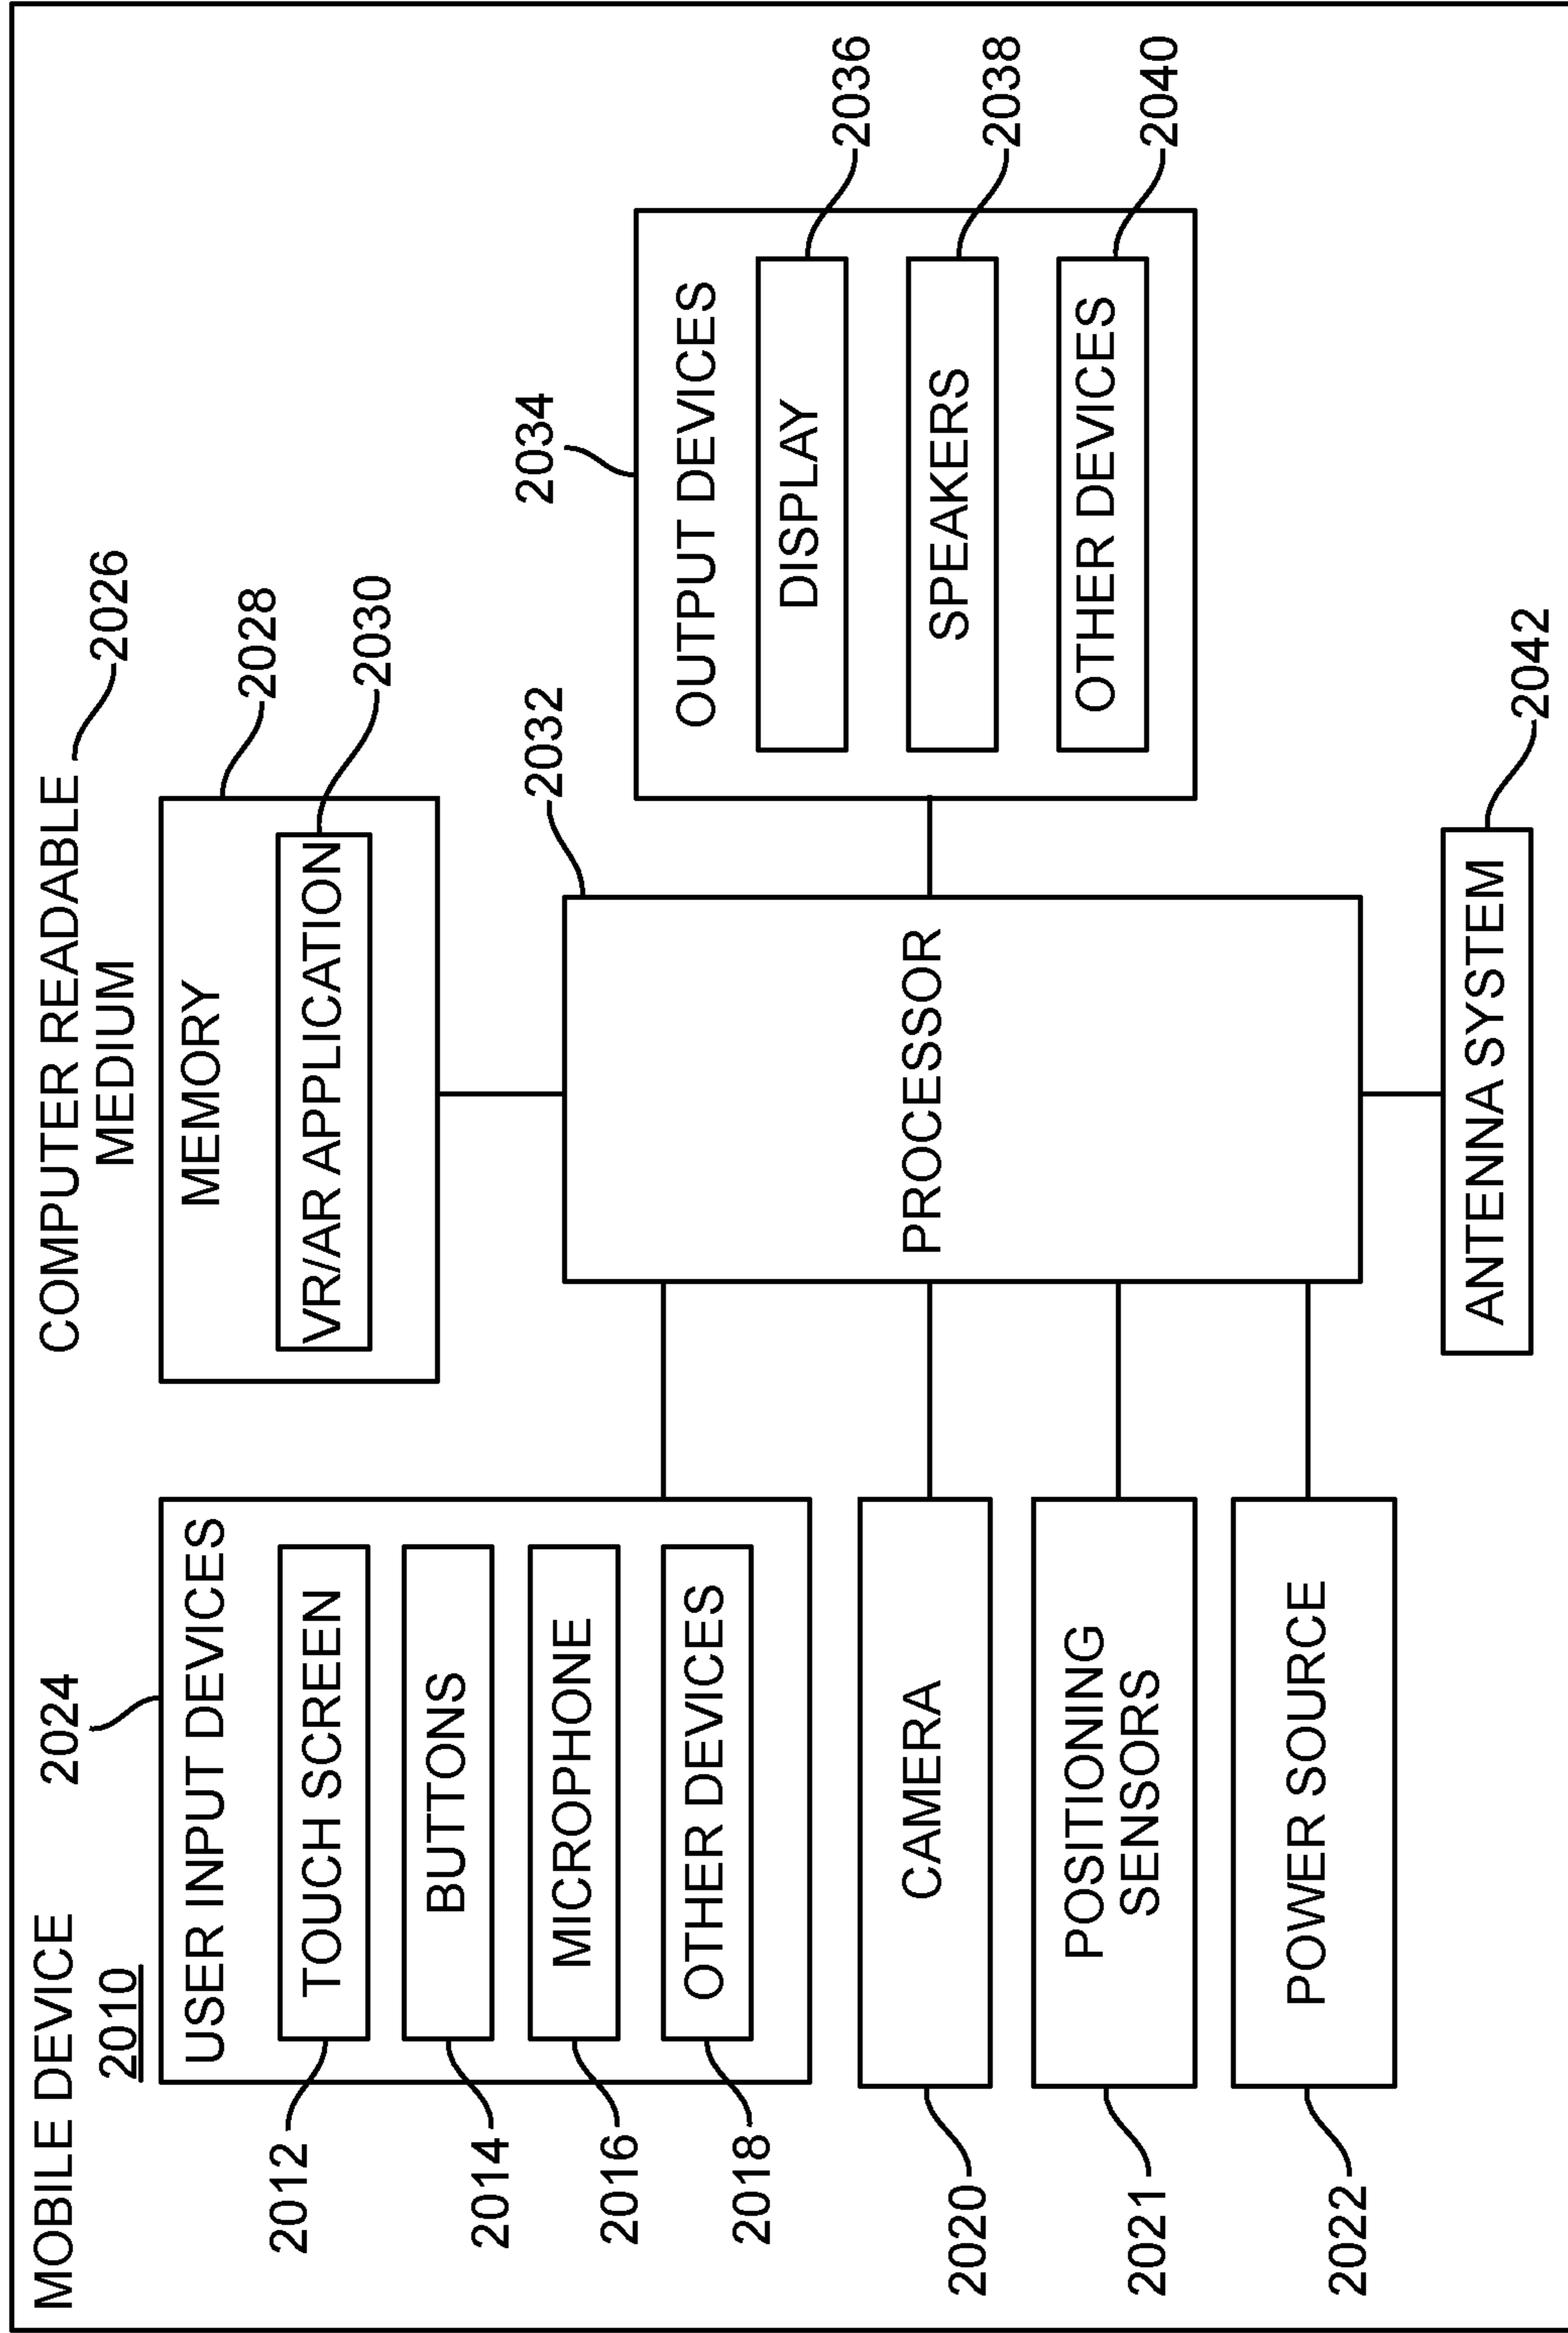 MOBILE DEVICE
2010
2024
USER INPUT DEVICES
2012
TOUCH SCREEN
2014
BUTTONS
2016
MICROPHONE
2018
OTHER DEVICES
2020
CAMERA
2021
POSITIONING
SENSORS
2022
POWER SOURCE
COMPUTER READABLE
MEDIUM
2026
MEMORY
2028
VR/AR APPLICATION
2030
PROCESSOR
2032
ANTENNA SYSTEM
2042
2034
OUTPUT DEVICES
DISPLAY
2036
SPEAKERS
2038
OTHER DEVICES
2040